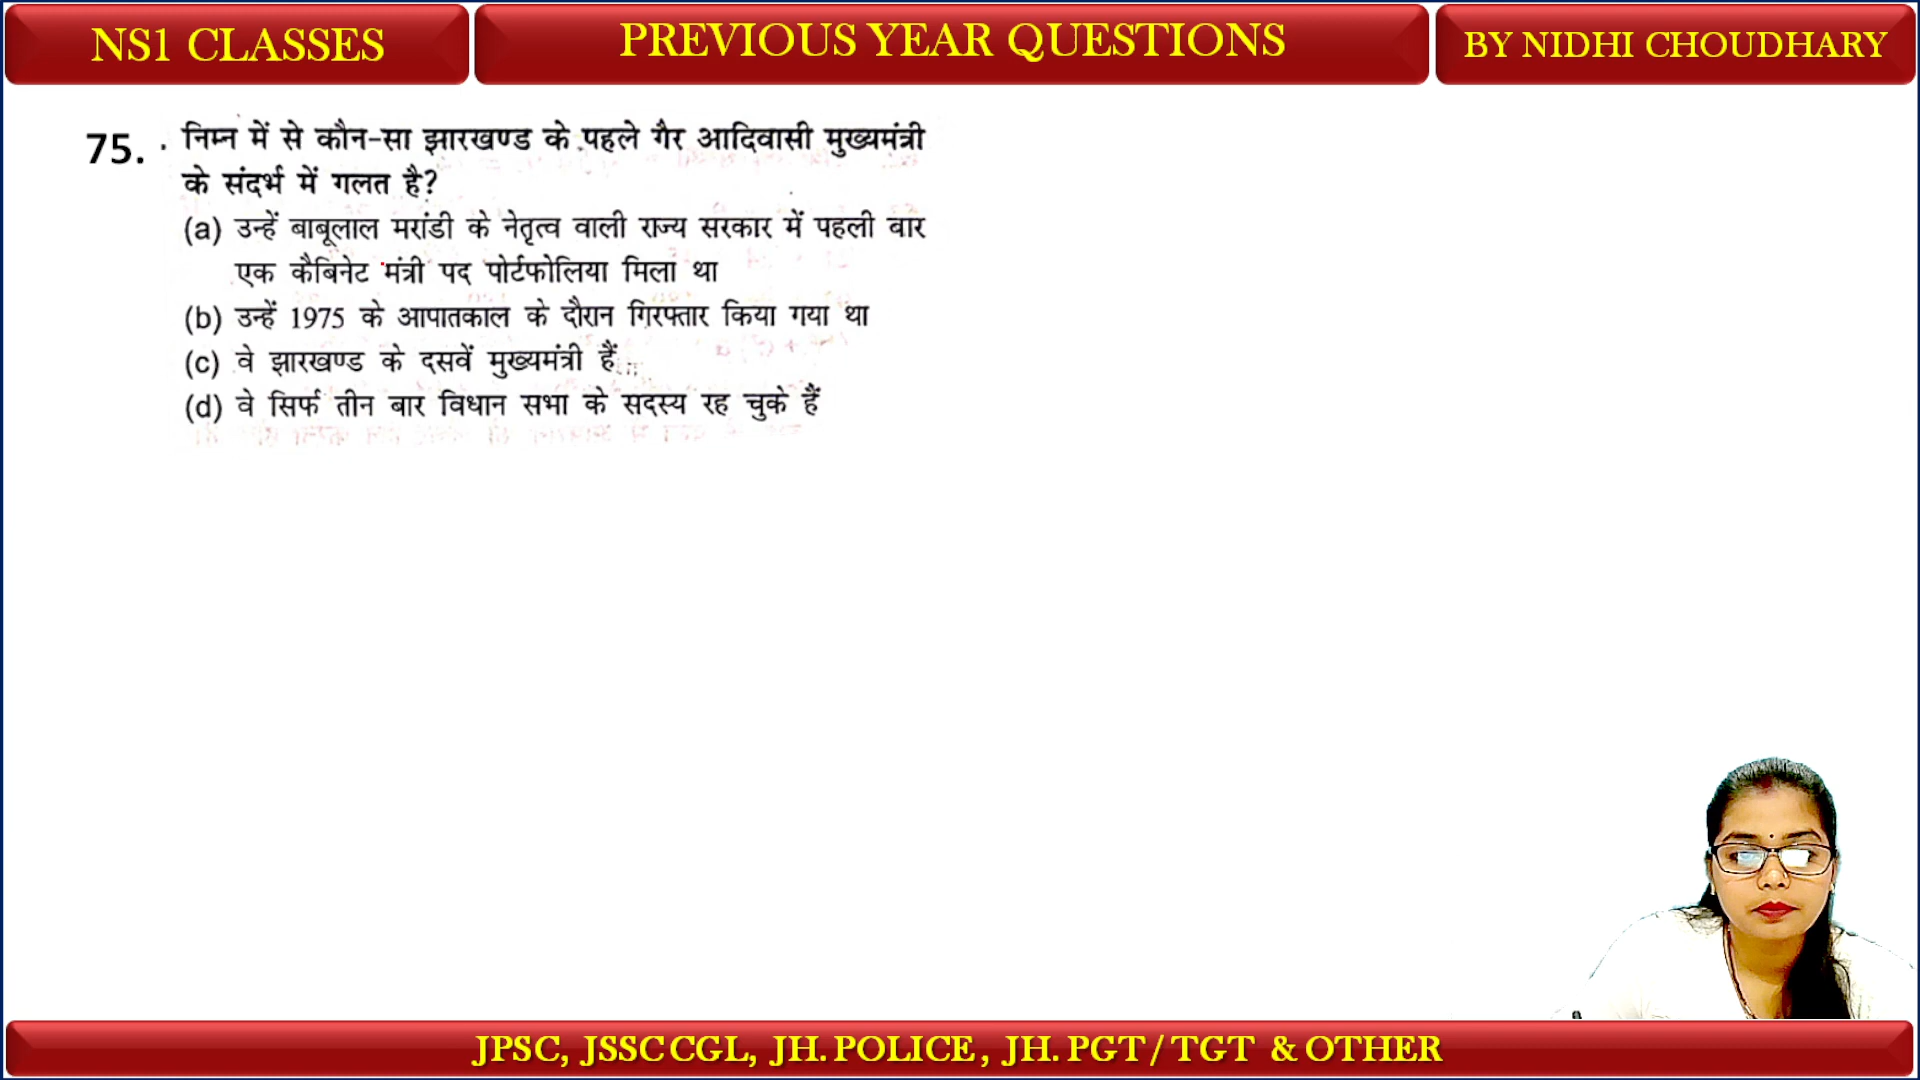 NS1 CLASSES
PREVIOUS YEAR QUESTIONS
BY NIDHI CHOUDHARY
75. निम्न में से कौन-सा झारखण्ड के पहले गैर आदिवासी मुख्यमंत्री
के संदर्भ में गलत है?
(a) उन्हें बाबूलाल मरांडी के नेतृत्व वाली राज्य सरकार में पहली बार
एक कैबिनेट मंत्री पद पोर्टफोलिया मिला था
(b) उन्हें 1975 के आपातकाल के दौरान गिरफ्तार किया गया था
(c) वे झारखण्ड के दसवें मुख्यमंत्री हैं
(d) वे सिर्फ तीन बार विधान सभा के सदस्य रह चुके हैं
JPSC, JSSC CGL, JH. POLICE, JH. PGT / TGT & OTHER